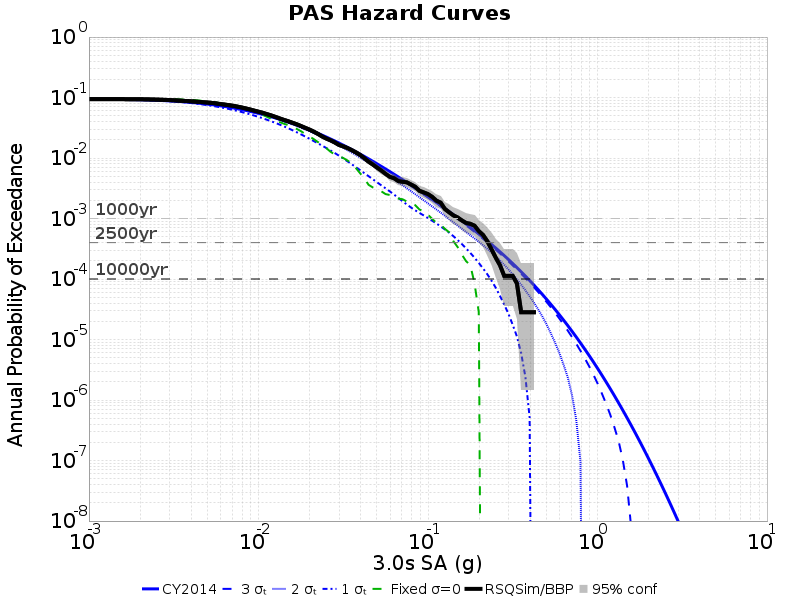 PAS Hazard Curves
Annual Probability of Exceedance
10^0
10^-1
10^-2
10^-3
10^-4
10^-5
10^-6
10^-7
10^-8
1000yr
2500yr
10000yr
10^-3 10^-2 10^-1 10^0 10^1
3.0s SA (g)
CY2014 3 σₜ 2 σₜ 1 σₜ Fixed σ=0 RSQSim/BBP 95% conf